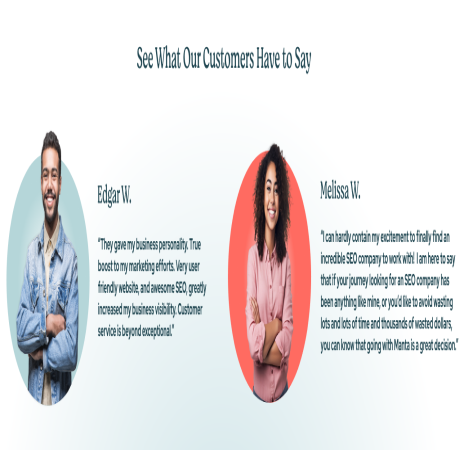 See What Our Customers Have to Say
Edgar W.
"They gave my business personality. True
boost to my marketing efforts. Very user
friendly website, and awesome SEO, greatly
increased my business visibility. Customer
service is beyond exceptional."
Melissa W.
"I can hardly contain my excitement to finally find an
incredible SEO company to work with! I am here to say
that if your journey looking for an SEO company has
been anything like mine, or you'd like to avoid wasting
lots and lots of time and thousands of wasted dollars,
you can know that going with Manta is a great decision."